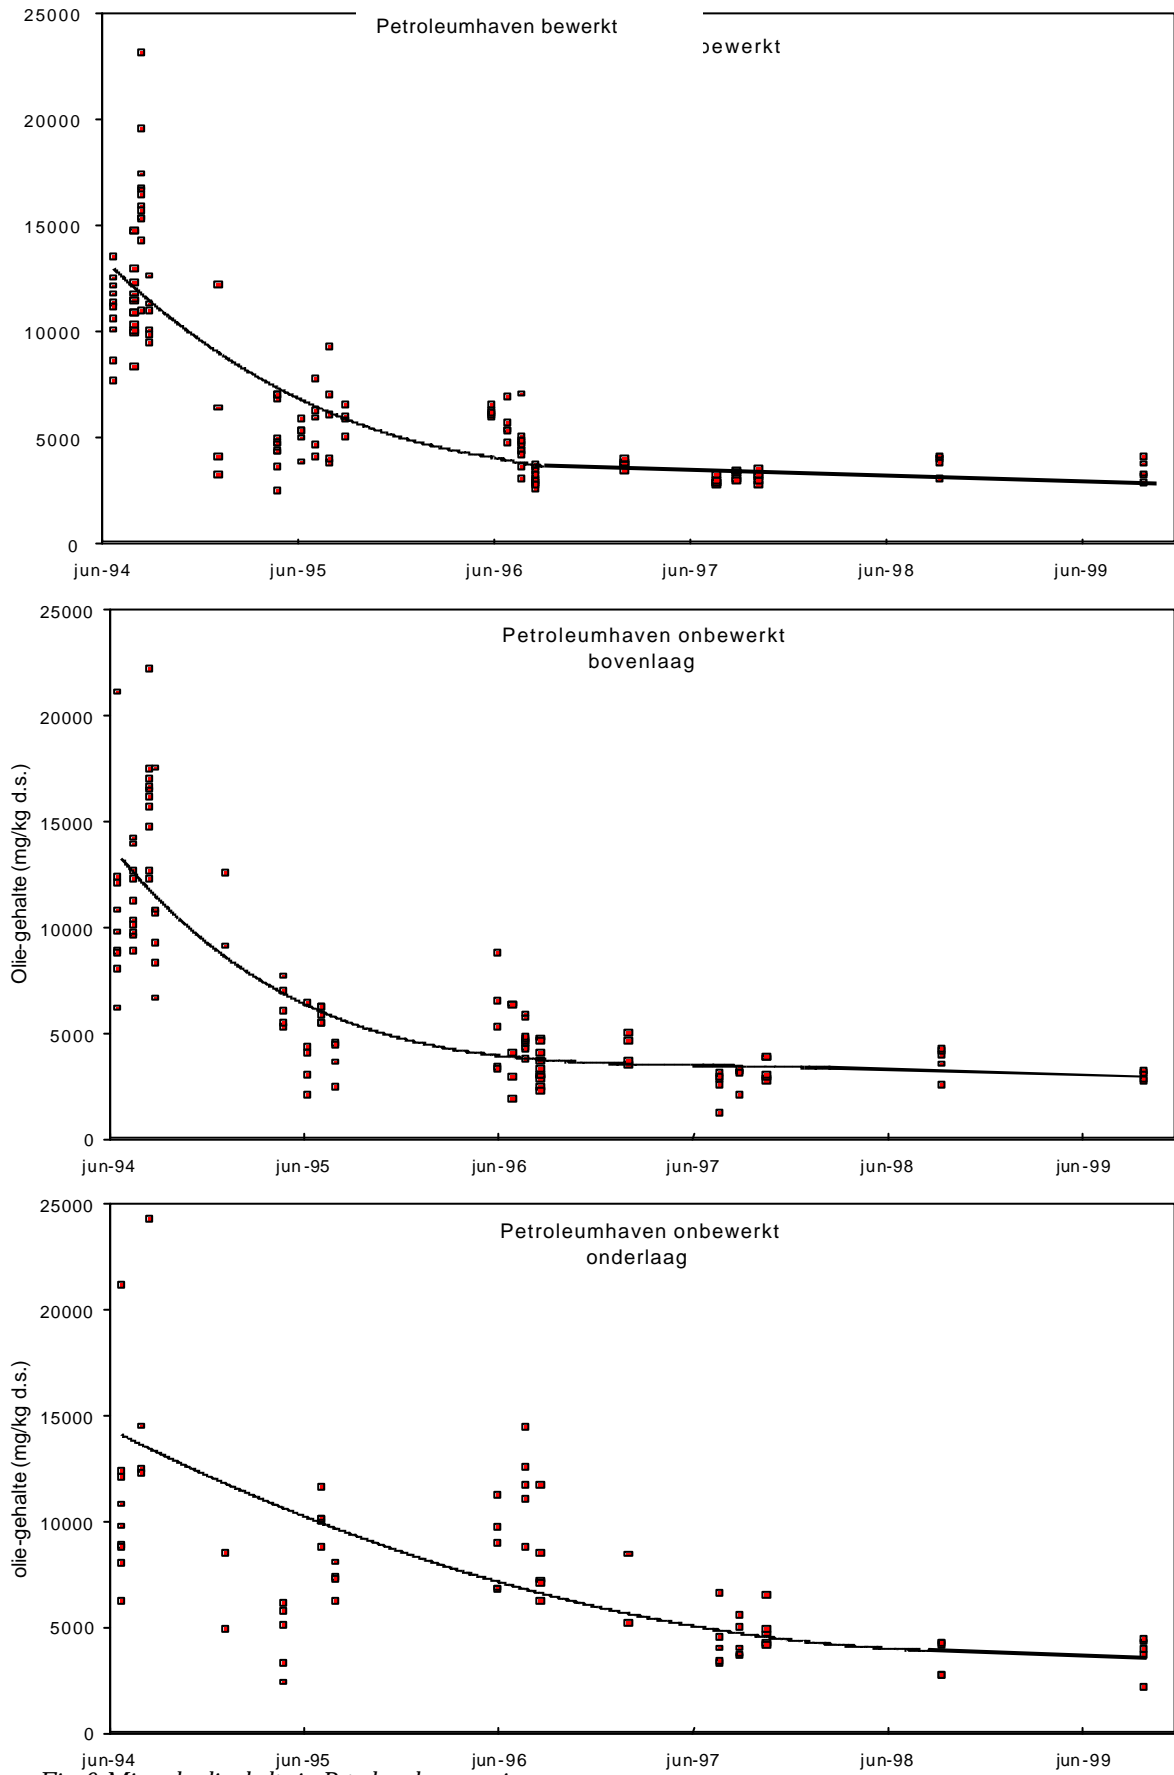 Petroleumhaven bewerkt
bewerkt
25000
20000
15000
10000
5000
0
jun-94 jun-95 jun-96 jun-97 jun-98 jun-99
Petroleumhaven onbewerkt
bovenlaag
Olie-gehalte (mg/kg d.s.)
25000
20000
15000
10000
5000
0
jun-94 jun-95 jun-96 jun-97 jun-98 jun-99
Petroleumhaven onbewerkt
onderlaag
olie-gehalte (mg/kg d.s.)
25000
20000
15000
10000
5000
0
jun-94 jun-95 jun-96 jun-97 jun-98 jun-99